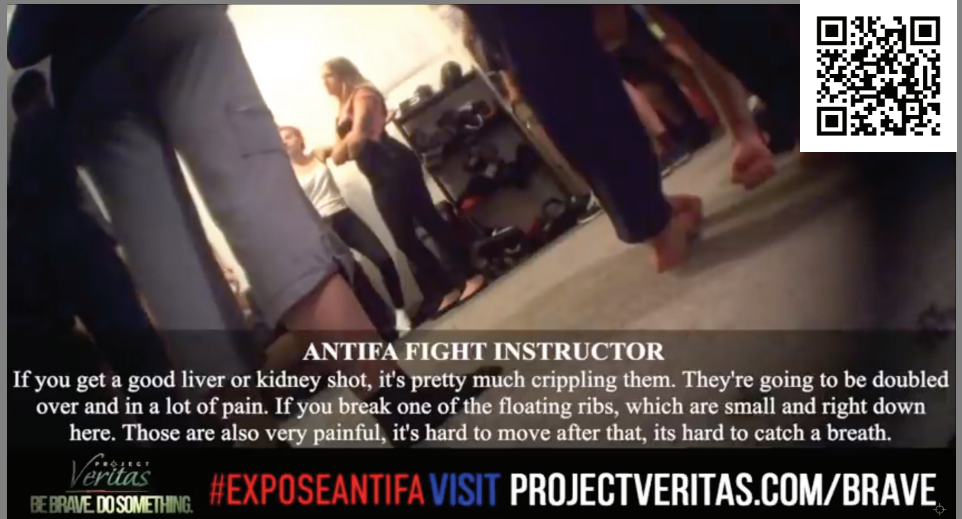 ANTIFA FIGHT INSTRUCTOR
If you get a good liver or kidney shot, it's pretty much crippling them. They're going to be doubled
over and in a lot of pain. If you break one of the floating ribs, which are small and right down
here. Those are also very painful, it's hard to move after that, its hard to catch a breath.
PROJECT
Veritas
BE BRAVE. DO SOMETHING.
#EXPOSEANTIFA VISIT PROJECTVERITAS.COM/BRAVE